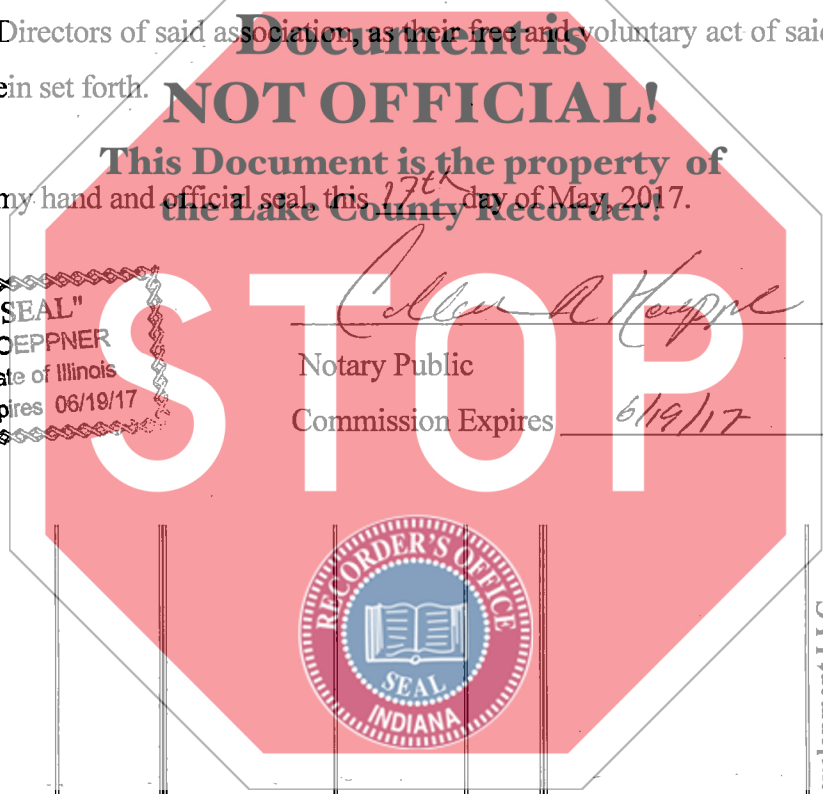 Directors of said association, as their free and voluntary act of said
Document is
ein set forth.
NOT OFFICIAL!
This Document is the property of
my hand and official seal, this 17th day of May, 2017.
the Lake County Recorder!
STOP
SEAL"
OEPPNER
ate of Illinois
pires 06/19/17
Colleen A Hoeppner
Notary Public
Commission Expires 6/19/17
RECORDER'S OFFICE
SEAL
INDIANA